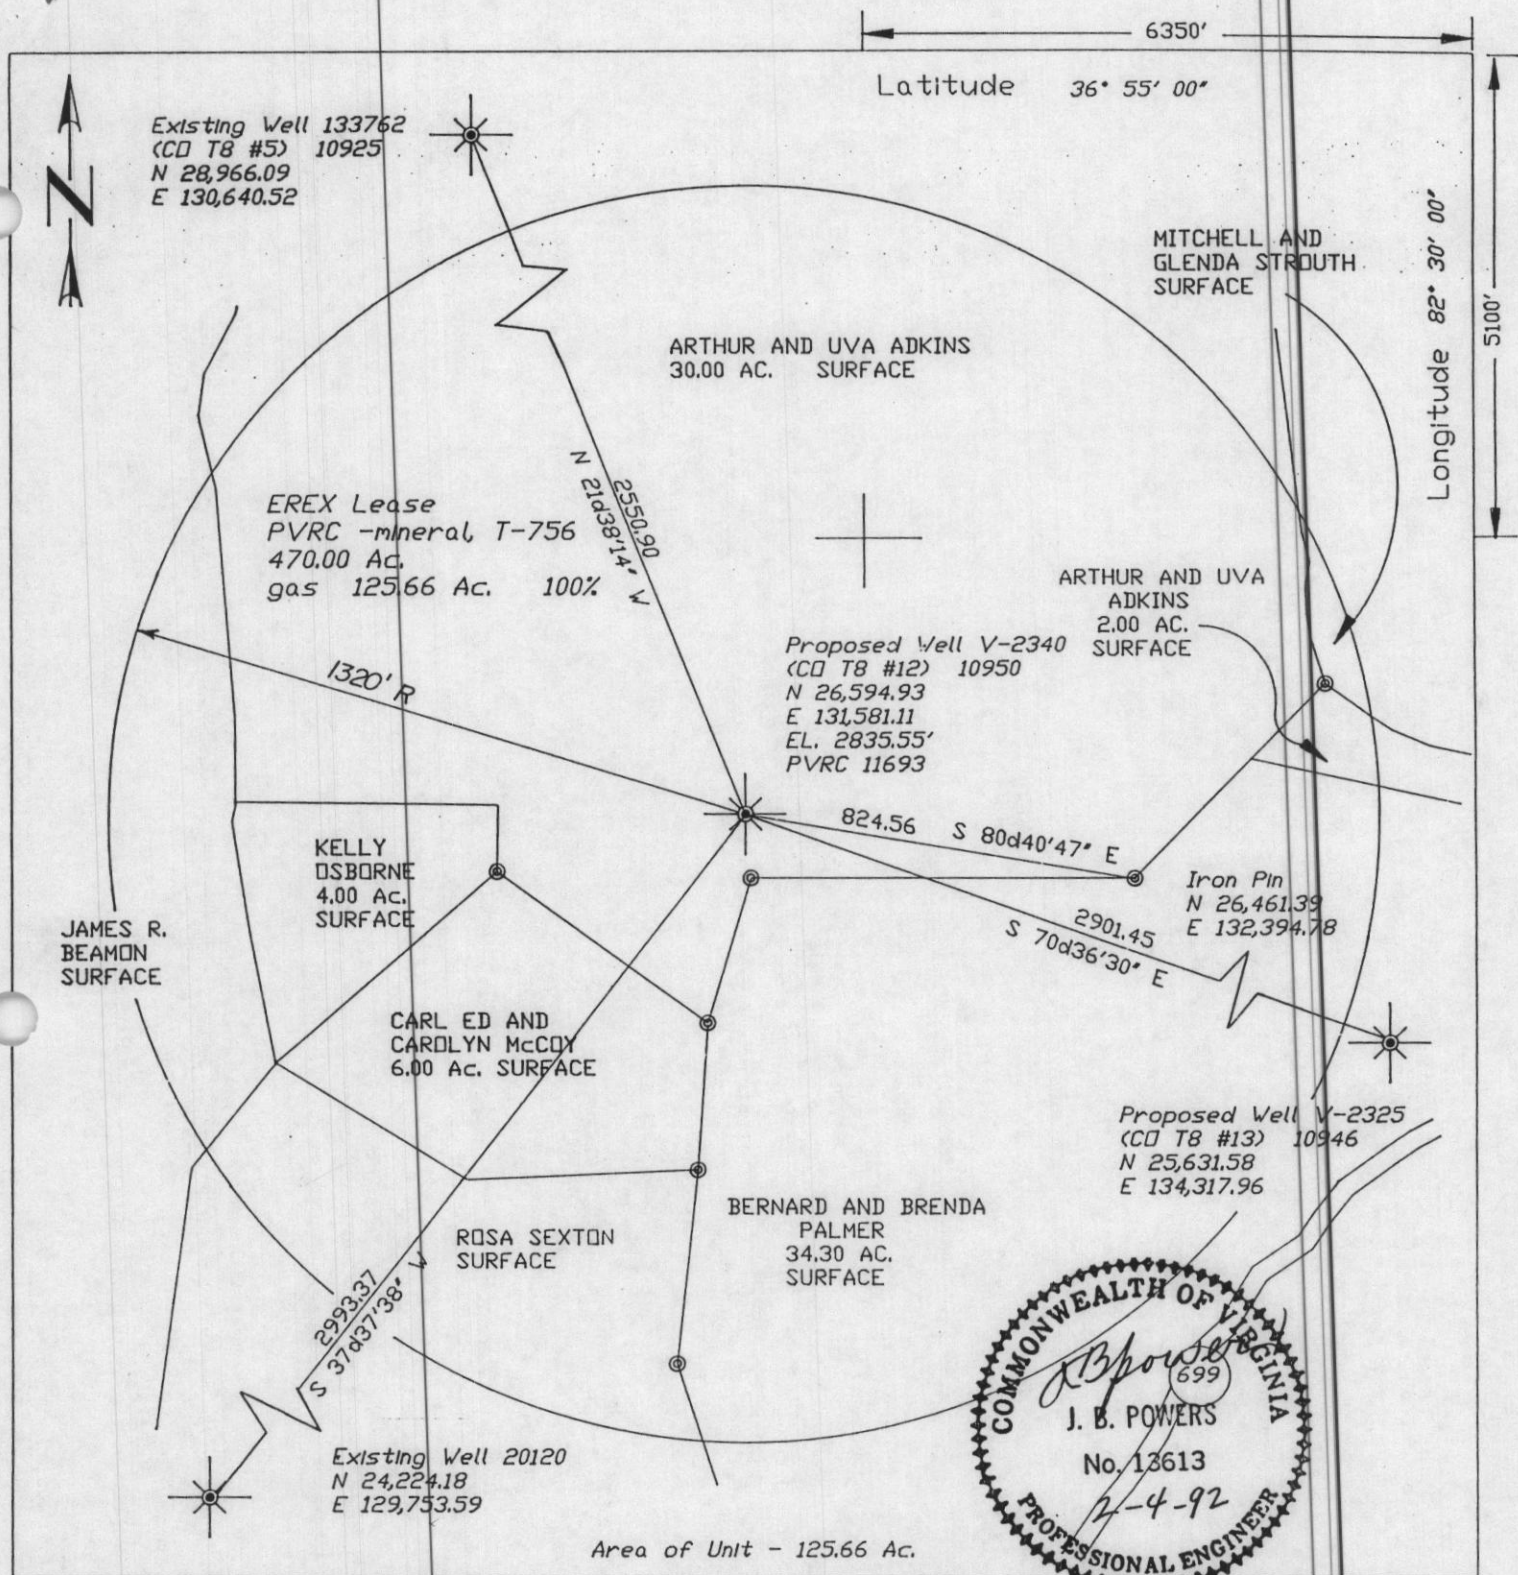 6350'
Latitude 36° 55' 00"
Longitude 82° 30' 00"
5100'
N
Existing Well 133762
(CO T8 #5) 10925
N 28,966.09
E 130,640.52
MITCHELL AND
GLENDA STROUTH
SURFACE
ARTHUR AND UVA ADKINS
30.00 AC. SURFACE
2550.90
N 21d38'14" W
EREX Lease
PVRC -mineral, T-756
470.00 Ac.
gas 125.66 Ac. 100%
ARTHUR AND UVA
ADKINS
2.00 AC.
SURFACE
1320' R
Proposed Well V-2340
(CO T8 #12) 10950
N 26,594.93
E 131,581.11
EL. 2835.55'
PVRC 11693
824.56 S 80d40'47" E
KELLY
OSBORNE
4.00 Ac.
SURFACE
Iron Pin
N 26,461.39
E 132,394.78
2901.45
S 70d36'30" E
JAMES R.
BEAMON
SURFACE
CARL ED AND
CAROLYN McCOY
6.00 Ac. SURFACE
Proposed Well V-2325
(CO T8 #13) 10946
N 25,631.58
E 134,317.96
BERNARD AND BRENDA
PALMER
34.30 AC.
SURFACE
ROSA SEXTON
SURFACE
2993.37
S 37d37'38" W
Existing Well 20120
N 24,224.18
E 129,753.59
COMMONWEALTH OF VIRGINIA
JBPowers
699
J. B. POWERS
No. 13613
2-4-92
PROFESSIONAL ENGINEER
Area of Unit - 125.66 Ac.